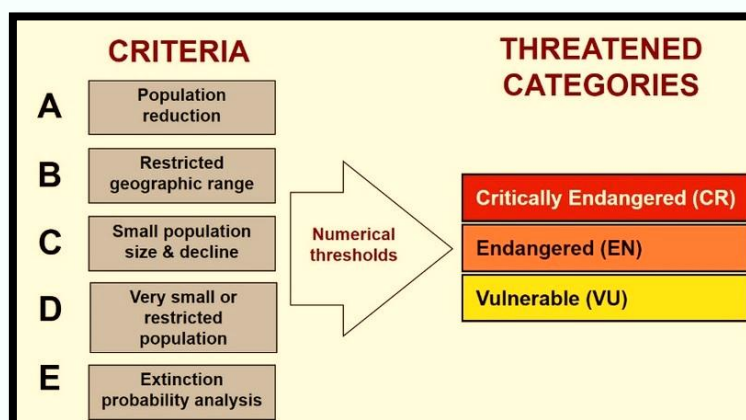 CRITERIA
A
Population
reduction
B
Restricted
geographic range
C
Small population
size & decline
D
Very small or
restricted
population
E
Extinction
probability analysis
Numerical
thresholds
THREATENED
CATEGORIES
Critically Endangered (CR)
Endangered (EN)
Vulnerable (VU)